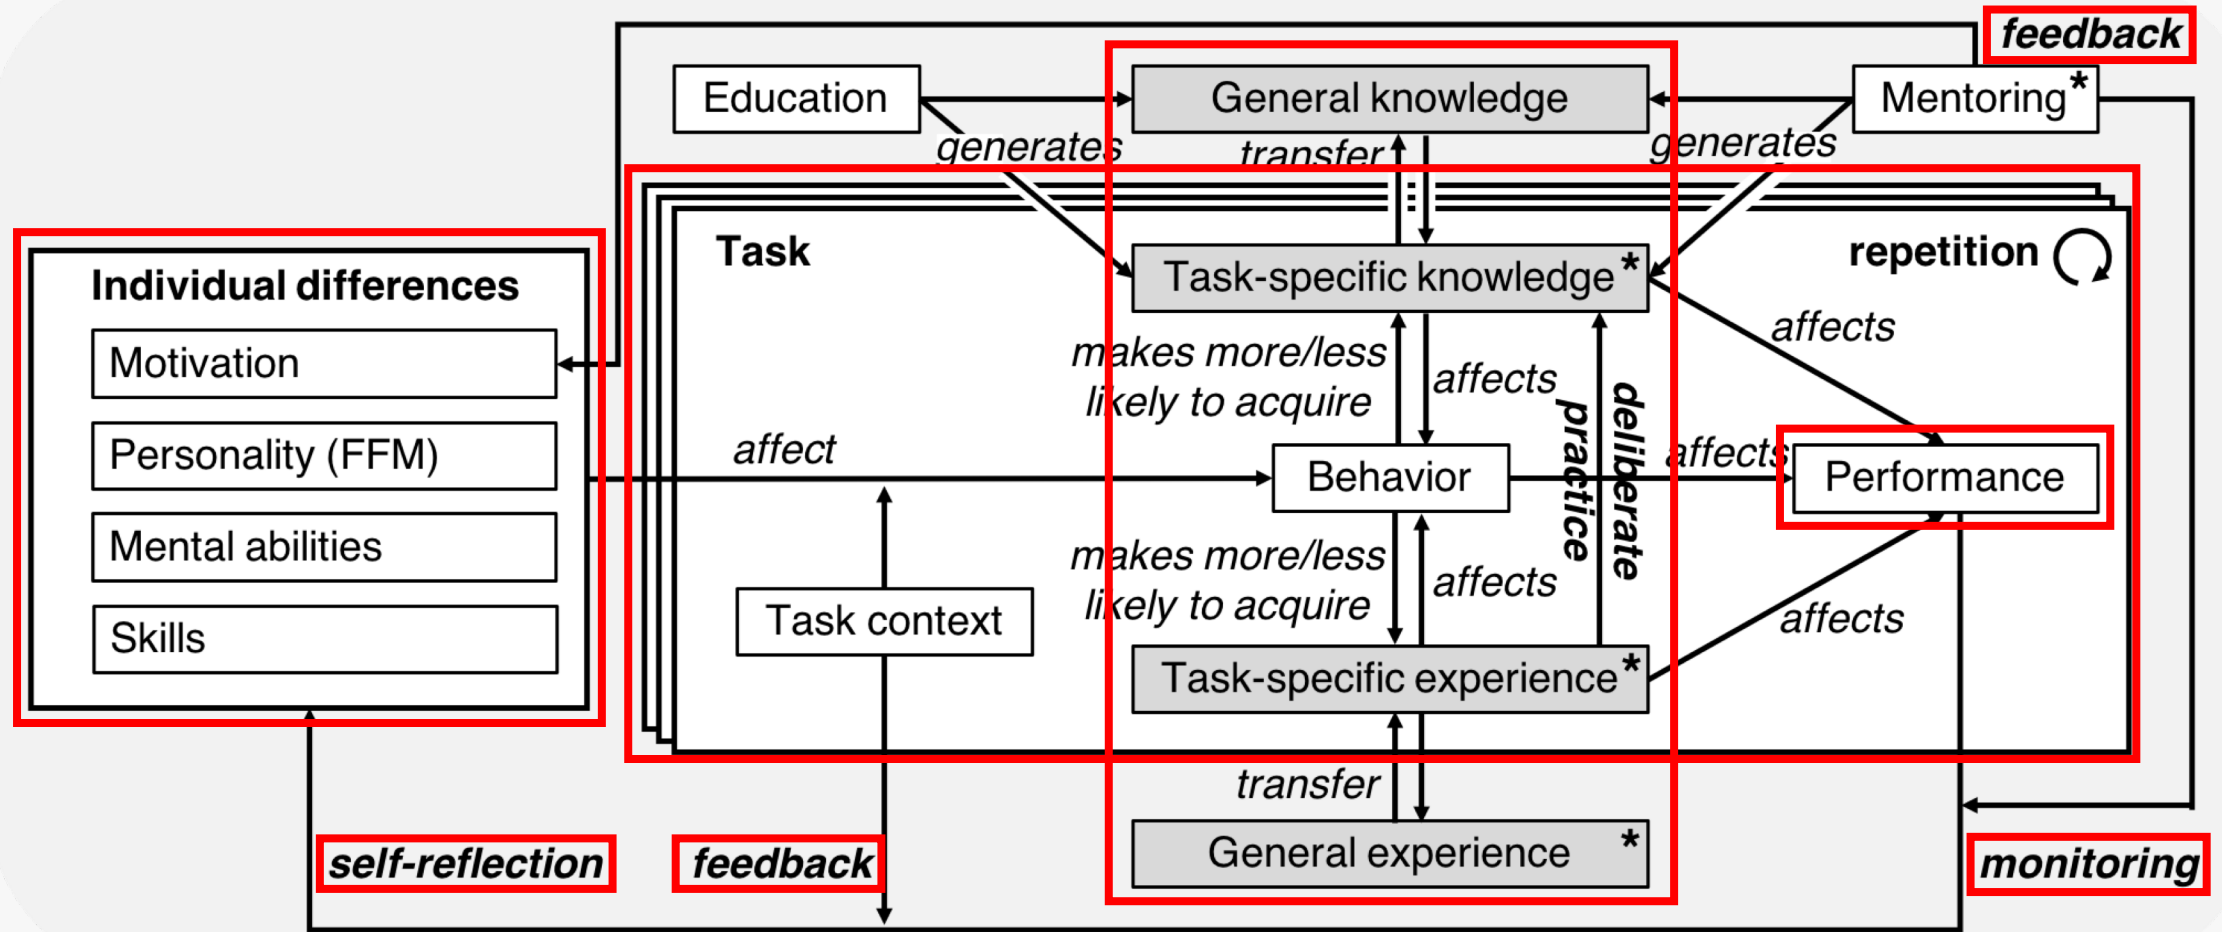 feedback
Education
General knowledge
Mentoring*
generates
transfer
generates
Task
repetition
Individual differences
Task-specific knowledge*
Motivation
makes more/less
likely to acquire
affects
affects
deliberate
practice
Personality (FFM)
affect
Behavior
affects
Performance
Mental abilities
makes more/less
likely to acquire
affects
Task context
affects
Skills
Task-specific experience*
transfer
self-reflection
feedback
General experience *
monitoring